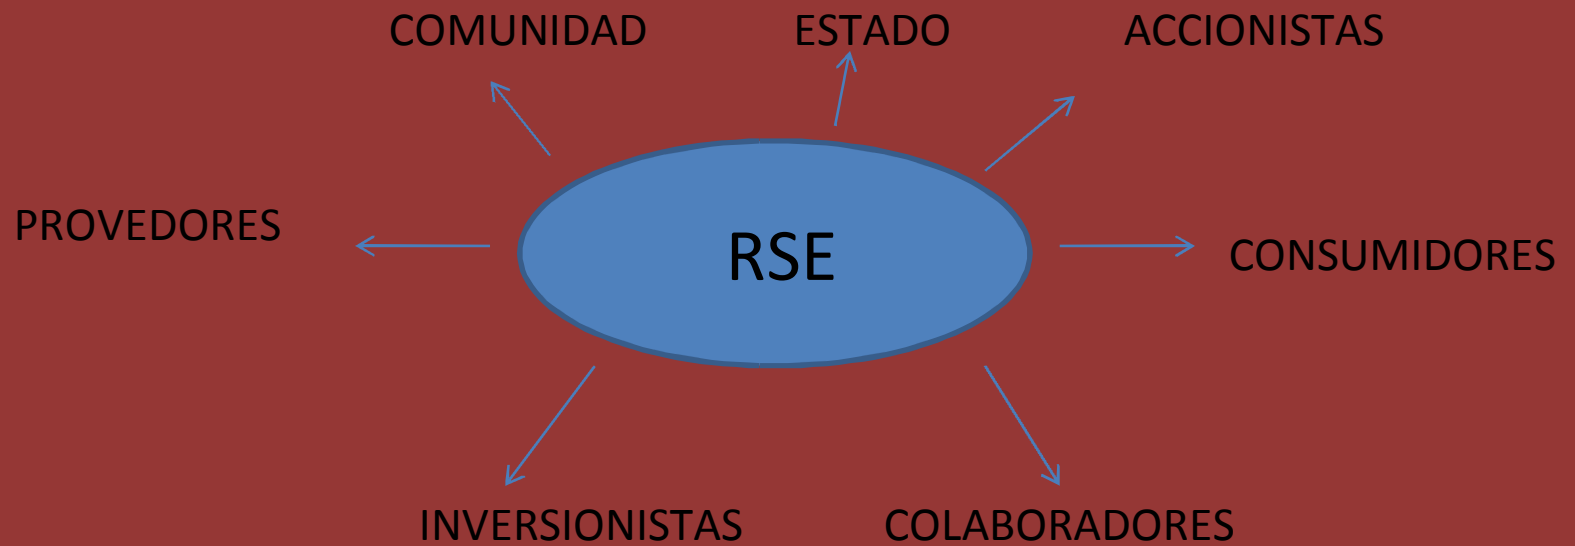 COMUNIDAD
ESTADO
ACCIONISTAS
PROVEDORES
RSE
CONSUMIDORES
INVERSIONISTAS
COLABORADORES